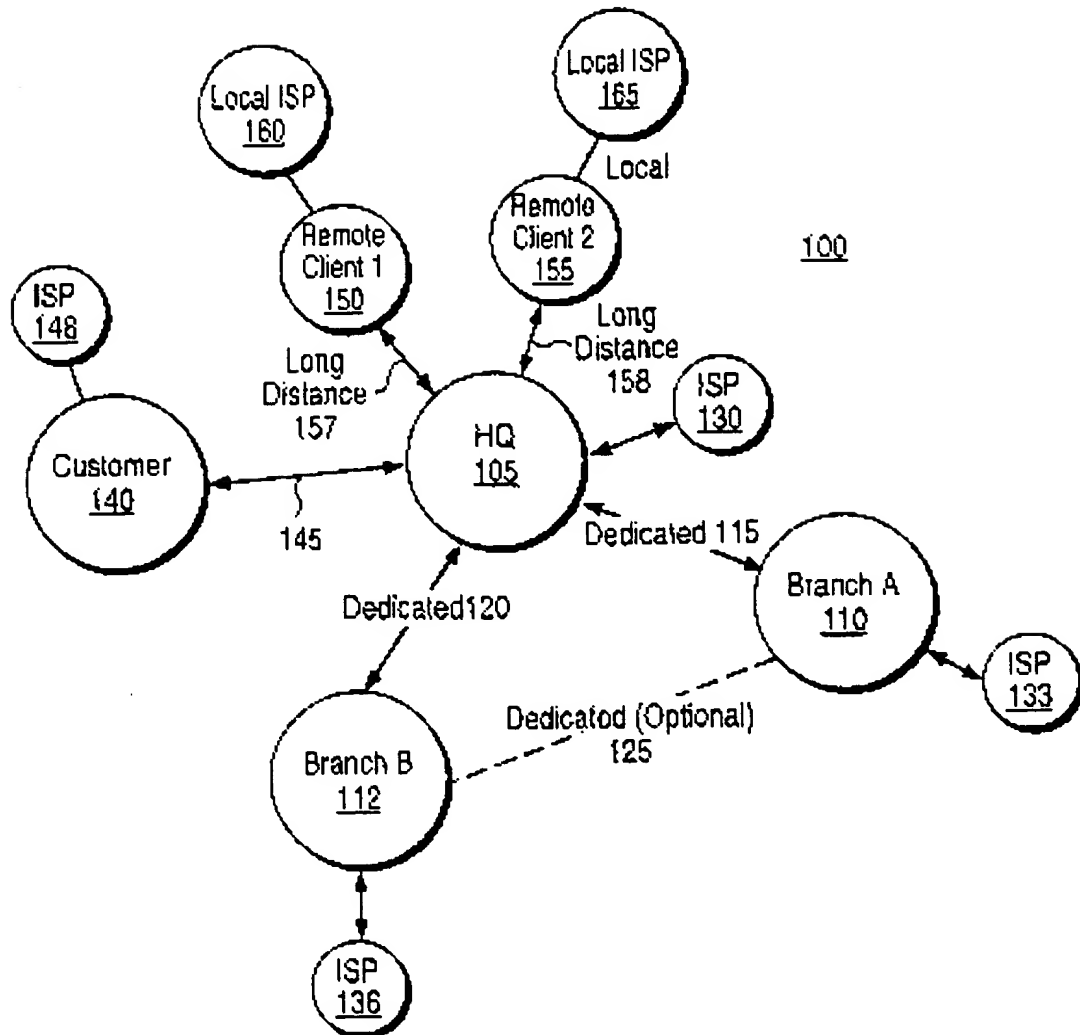 Local ISP
160
Local ISP
165
Local
Remote
Client 1
150
Remote
Client 2
155
100
ISP
148
Long
Distance
157
Long
Distance
158
ISP
130
Customer
140
HQ
105
145
Dedicated 115
Dedicated120
Branch A
110
ISP
133
Dedicated (Optional)
125
Branch B
112
ISP
136